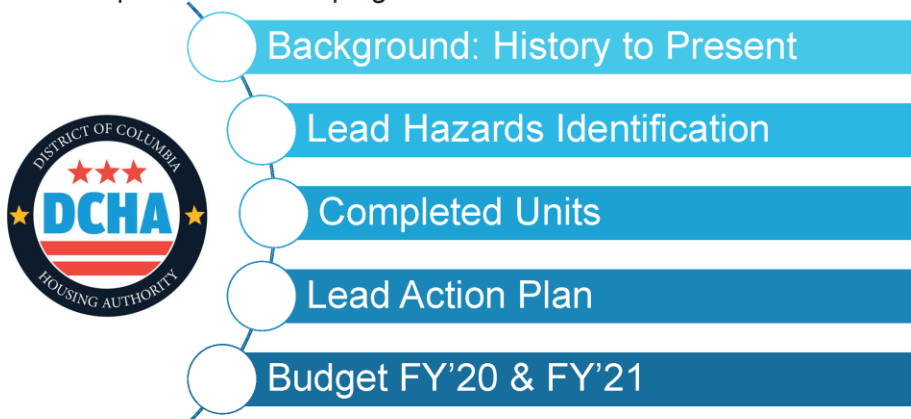 Background: History to Present
Lead Hazards Identification
DISTRICT OF COLUMBIA
DCHA
HOUSING AUTHORITY
Completed Units
Lead Action Plan
Budget FY'20 & FY'21